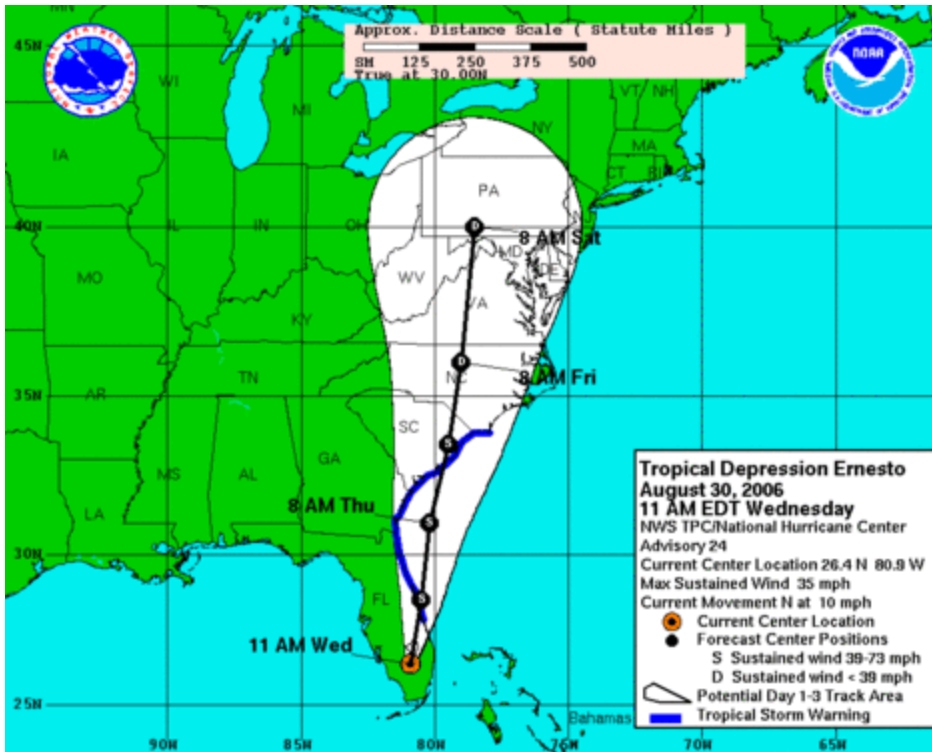 Approx. Distance Scale ( Statute Miles )
SM 125 250 375 500
True at 30.00N
NATIONAL WEATHER SERVICE
NOAA
45N
40N
35N
30N
25N
95W 90W 85W 80W 75W 70W 65W
MN
WI
MI
NY
VT
NH
MA
CT
RI
IA
PA
IL
IN
OH
MD
DE
WV
VA
MO
KY
TN
NC
AR
SC
MS
AL
GA
LA
FL
8 AM Sat
8 AM Fri
8 AM Thu
11 AM Wed
D
D
S
S
S
Bahamas
Tropical Depression Ernesto
August 30, 2006
11 AM EDT Wednesday
NWS TPC/National Hurricane Center
Advisory 24
Current Center Location 26.4 N 80.9 W
Max Sustained Wind 35 mph
Current Movement N at 10 mph
Current Center Location
Forecast Center Positions
S Sustained wind 39-73 mph
D Sustained wind < 39 mph
Potential Day 1-3 Track Area
Tropical Storm Warning